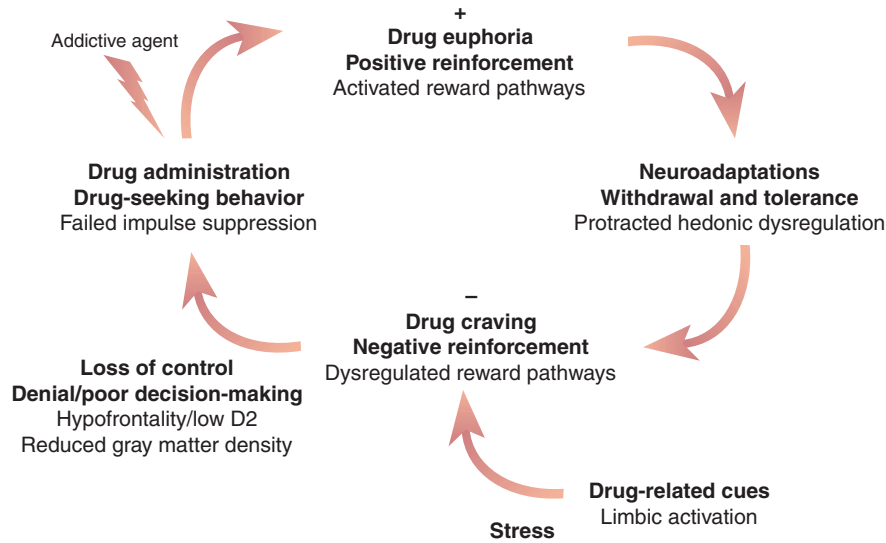 Addictive agent
+
Drug euphoria
Positive reinforcement
Activated reward pathways
Drug administration
Drug-seeking behavior
Failed impulse suppression
Neuroadaptations
Withdrawal and tolerance
Protracted hedonic dysregulation
–
Drug craving
Negative reinforcement
Dysregulated reward pathways
Loss of control
Denial/poor decision-making
Hypofrontality/low D2
Reduced gray matter density
Drug-related cues
Limbic activation
Stress